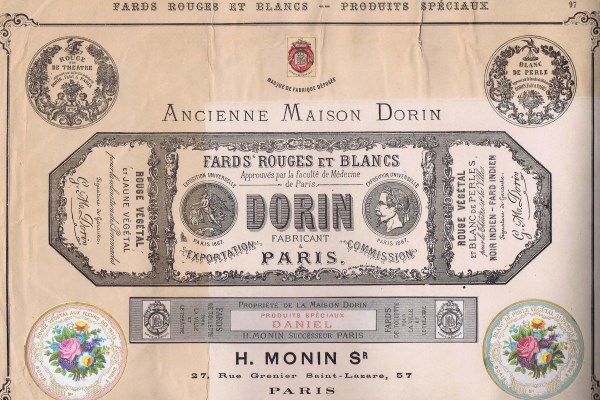 FARDS ROUGES ET BLANCS -- PRODUITS SPÉCIAUX
97
ROUGE
DE THÉATRE
BLANC
DE PERLE
MARQUE DE FABRIQUE DÉPOSÉE
ANCIENNE MAISON DORIN
ROUGE VÉGÉTAL
et JAUNE VÉGÉTAL
FARDS ROUGES ET BLANCS
Approuvés par la Faculté de Médecine
de Paris.
EXPOSITION UNIVERSELLE
PARIS 1867.
DORIN
EXPOSITION UNIVERSELLE
PARIS 1867.
FABRICANT
À
EXPORTATION
PARIS.
COMMISSION
ROUGE VÉGÉTAL
et BLANC DE PERLES,
NOIR INDIEN - FARD INDIEN
PROPRIÉTÉ DE LA MAISON DORIN
PRODUITS SPÉCIAUX
DANIEL
H. MONIN SUCCESSEUR PARIS
FARDS
H. MONIN Sr
27, Rue Grenier Saint-Lazare, 57
PARIS